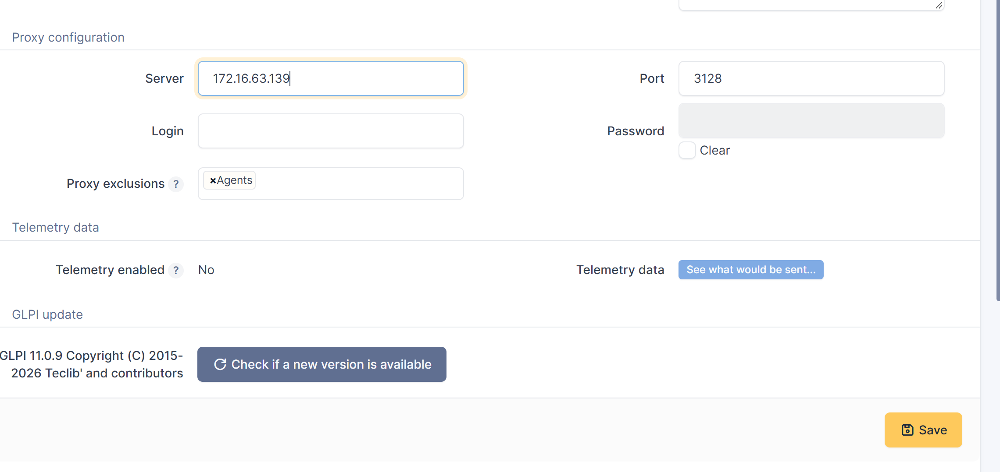 Proxy configuration
Server 172.16.63.139 Port 3128
Login Password
Clear
Proxy exclusions ? ×Agents
Telemetry data
Telemetry enabled ? No Telemetry data See what would be sent...
GLPI update
GLPI 11.0.9 Copyright (C) 2015-
2026 Teclib' and contributors
Check if a new version is available
Save